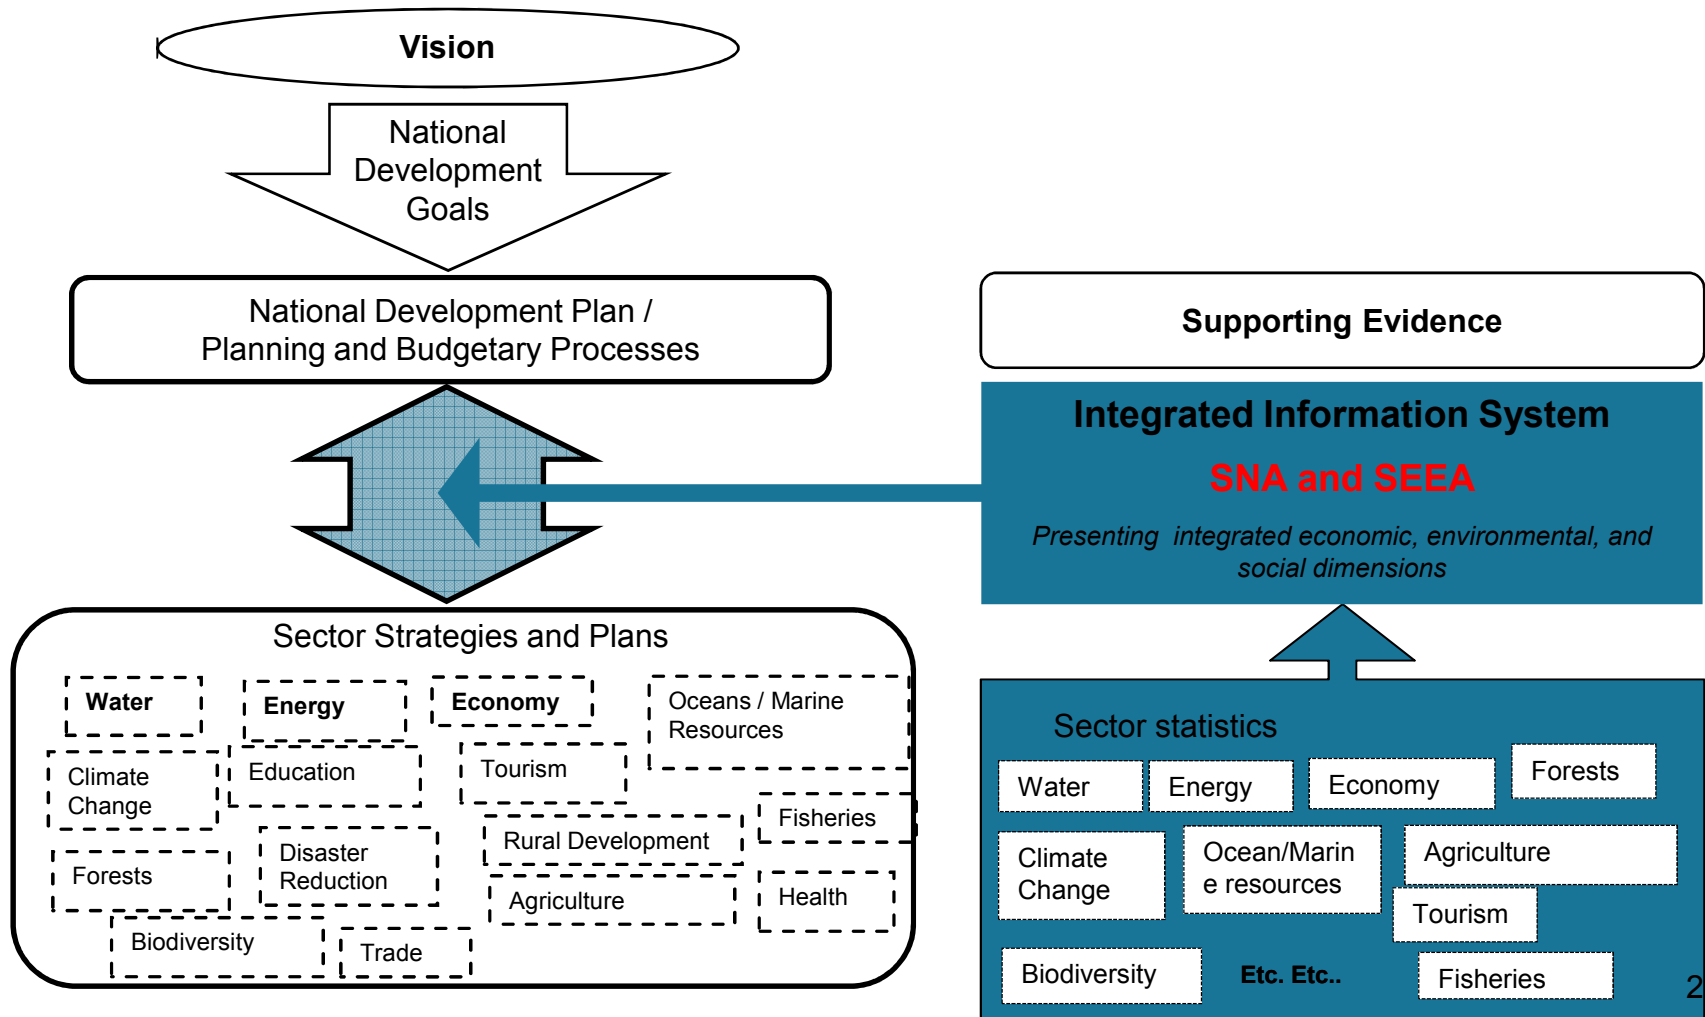 Vision
National
Development
Goals
National Development Plan /
Planning and Budgetary Processes
Sector Strategies and Plans
Water
Energy
Economy
Oceans / Marine
Resources
Climate
Change
Education
Tourism
Fisheries
Forests
Disaster
Reduction
Rural Development
Agriculture
Health
Biodiversity
Trade
Supporting Evidence
Integrated Information System
SNA and SEEA
Presenting integrated economic, environmental, and
social dimensions
Sector statistics
Water
Energy
Economy
Forests
Climate
Change
Ocean/Marin
e resources
Agriculture
Tourism
Biodiversity
Etc. Etc..
Fisheries
2